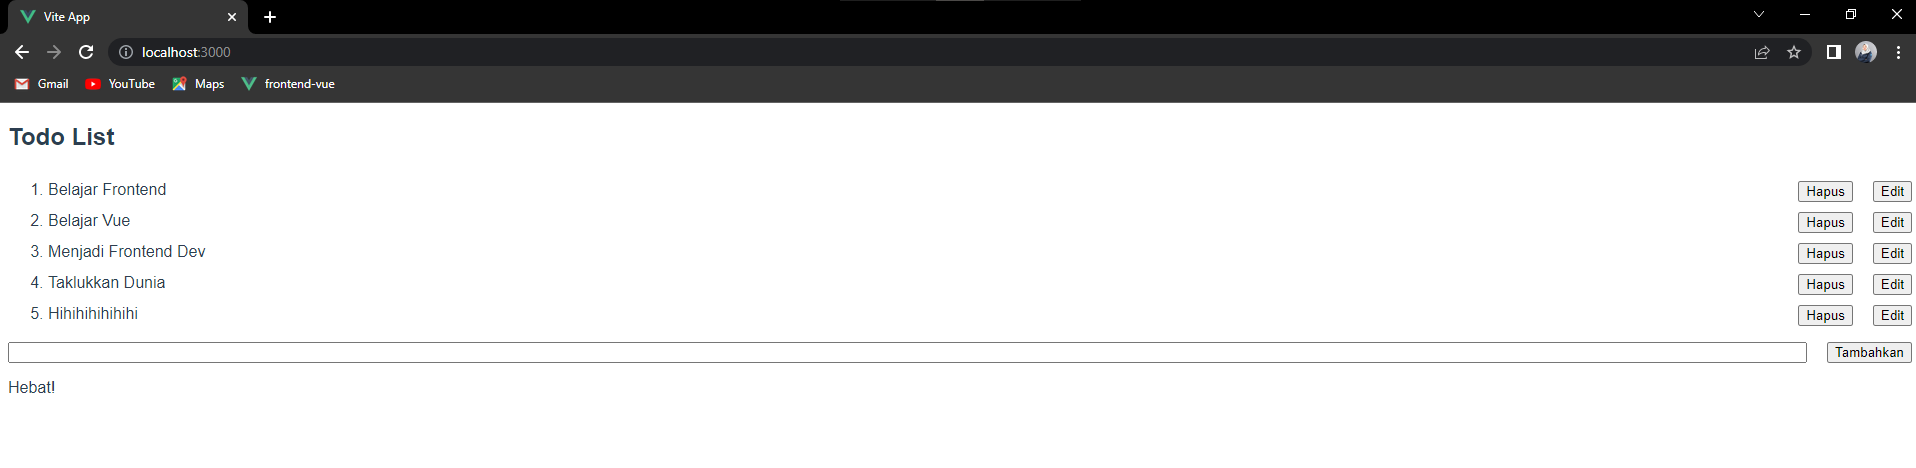 Vite App
localhost:3000
Gmail YouTube Maps frontend-vue
Todo List
1. Belajar Frontend Hapus Edit
2. Belajar Vue Hapus Edit
3. Menjadi Frontend Dev Hapus Edit
4. Taklukkan Dunia Hapus Edit
5. Hihihihihihihi Hapus Edit
Tambahkan
Hebat!